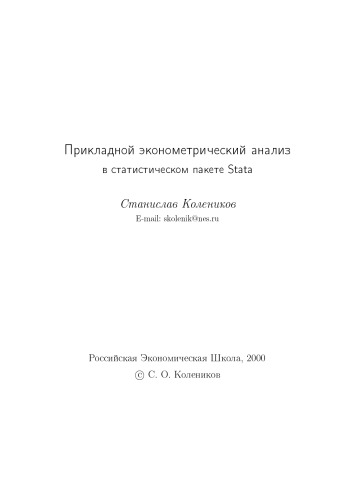 Прикладной эконометрический анализ
в статистическом пакете Stata
Станислав Колеников
E-mail: skolenik@nes.ru
Российская Экономическая Школа, 2000
© С. О. Колеников